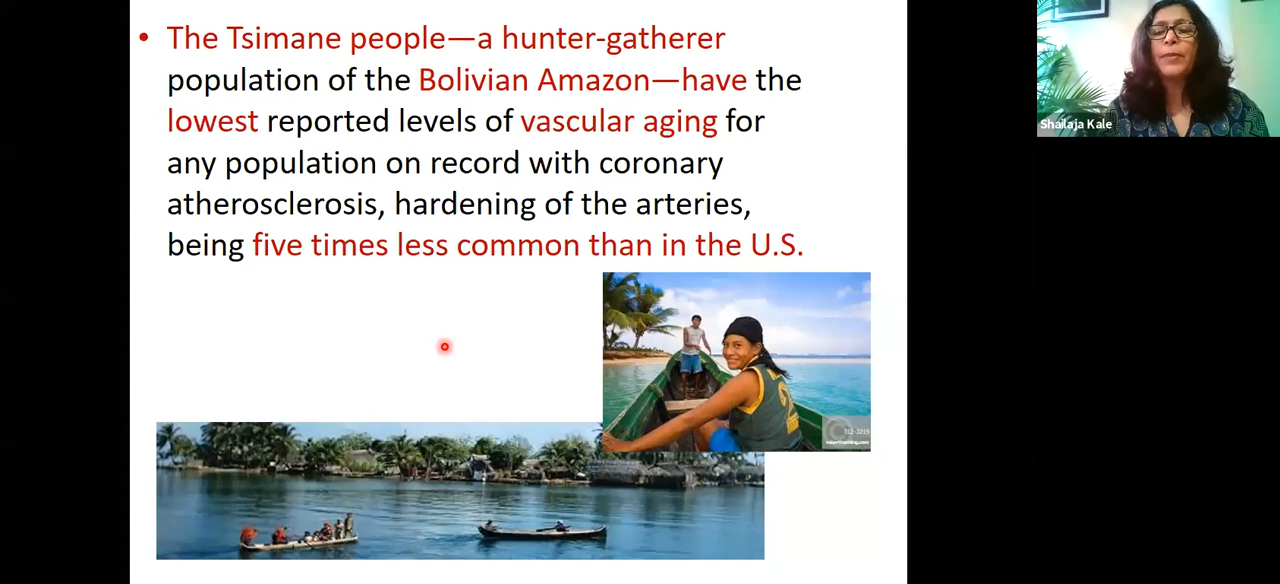 • The Tsimane people—a hunter-gatherer
population of the Bolivian Amazon—have the
lowest reported levels of vascular aging for
any population on record with coronary
atherosclerosis, hardening of the arteries,
being five times less common than in the U.S.
Shailaja Kale